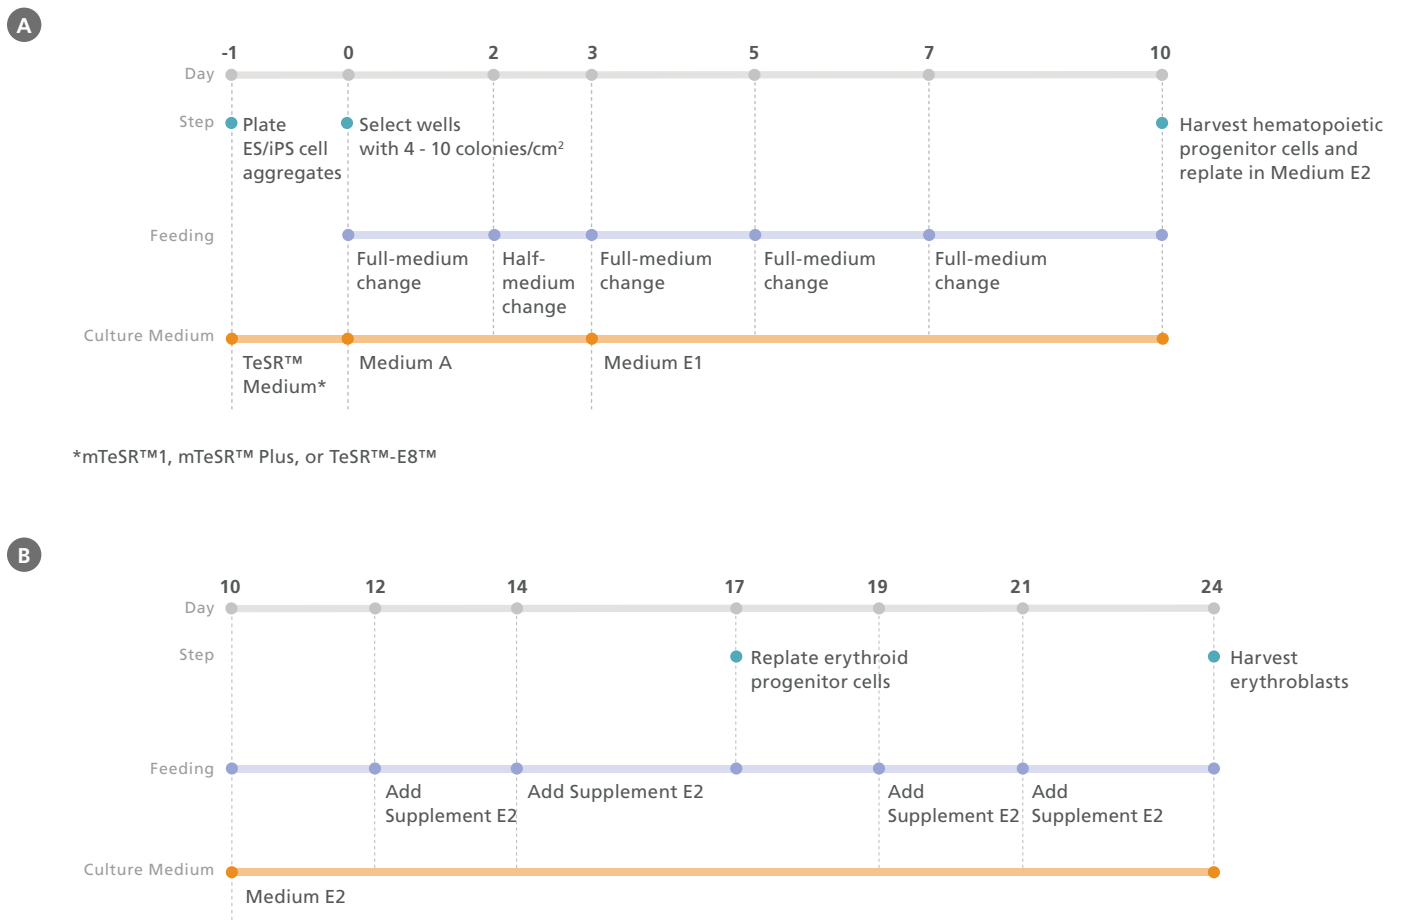 A
-1 0 2 3 5 7 10
Day
Step
Plate
ES/iPS cell
aggregates
Select wells
with 4 - 10 colonies/cm²
Harvest hematopoietic
progenitor cells and
replate in Medium E2
Feeding
Full-medium
change
Half-
medium
change
Full-medium
change
Full-medium
change
Full-medium
change
Culture Medium
TeSR™
Medium*
Medium A
Medium E1
*mTeSR™1, mTeSR™ Plus, or TeSR™-E8™
B
10 12 14 17 19 21 24
Day
Step
Replate erythroid
progenitor cells
Harvest
erythroblasts
Feeding
Add
Supplement E2
Add Supplement E2
Add
Supplement E2
Add
Supplement E2
Culture Medium
Medium E2